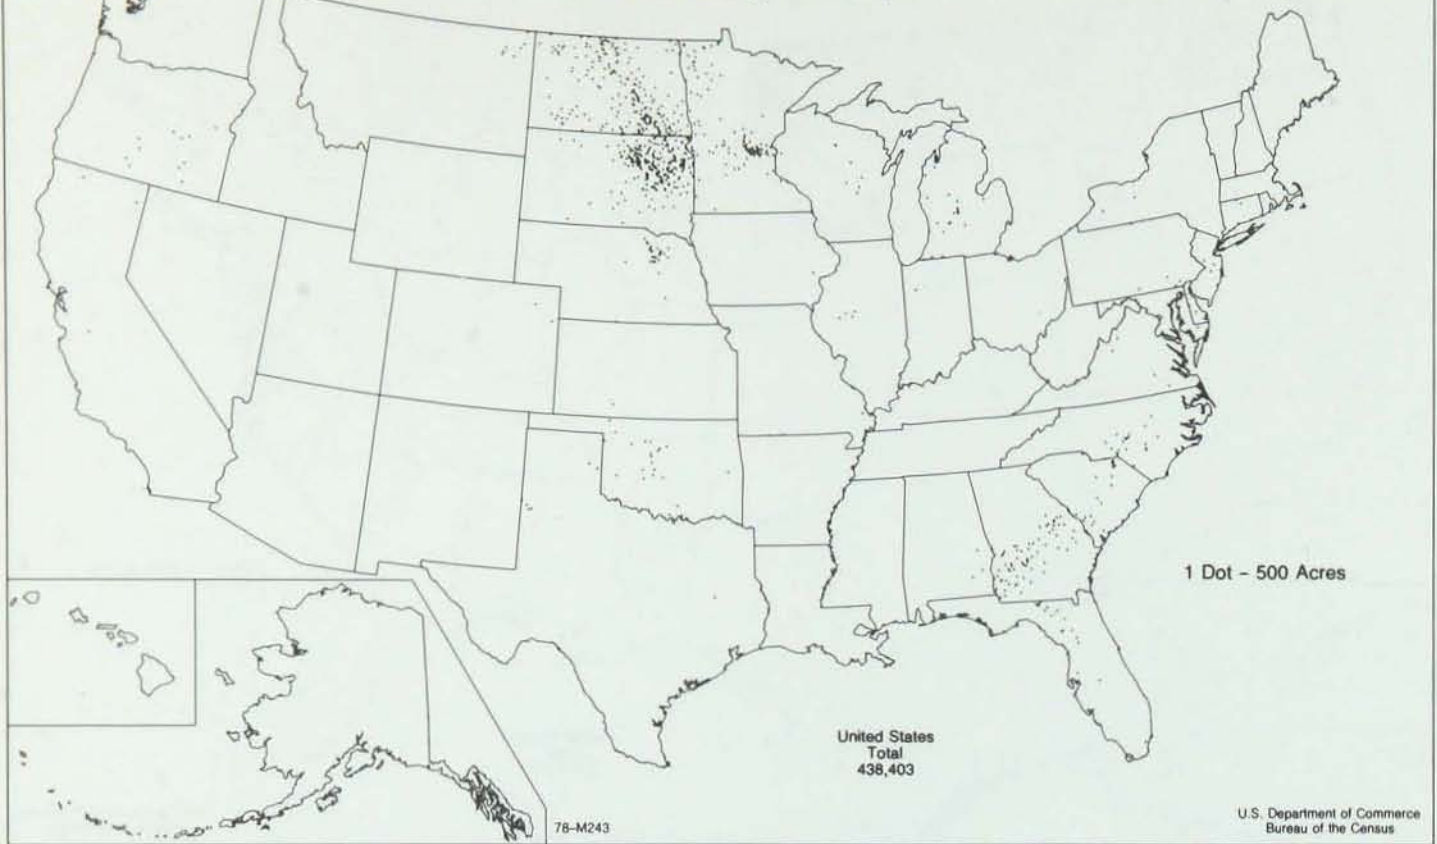 1 Dot – 500 Acres
United States
Total
438,403
78–M243
U.S. Department of Commerce
Bureau of the Census